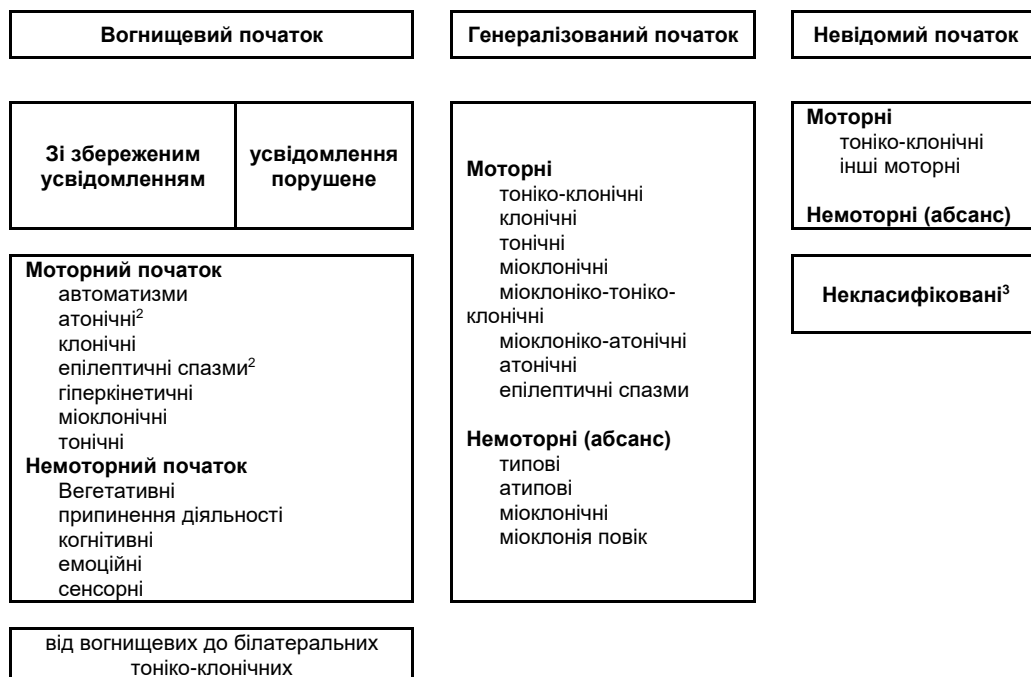 Вогнищевий початок
Генералізований початок
Невідомий початок
Зі збереженим
усвідомленням
усвідомлення
порушене
Моторний початок
автоматизми
атонічні²
клонічні
епілептичні спазми²
гіперкінетичні
міоклонічні
тонічні
Немоторний початок
Вегетативні
припинення діяльності
когнітивні
емоційні
сенсорні
від вогнищевих до білатеральних
тоніко-клонічних
Моторні
тоніко-клонічні
клонічні
тонічні
міоклонічні
міоклоніко-тоніко-
клонічні
міоклоніко-атонічні
атонічні
епілептичні спазми
Немоторні (абсанс)
типові
атипові
міоклонічні
міоклонія повік
Моторні
тоніко-клонічні
інші моторні
Немоторні (абсанс)
Некласифіковані³